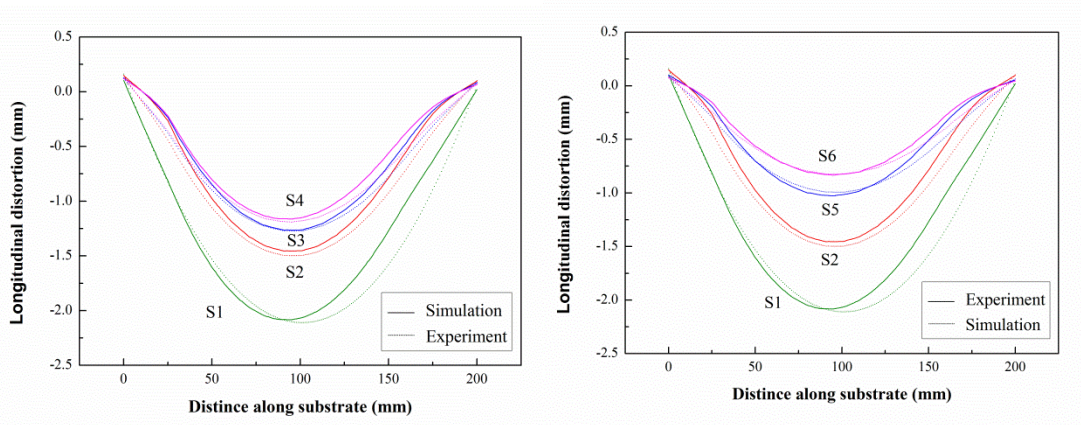 Longitudinal distortion (mm)
0.5
0.0
-0.5
-1.0
-1.5
-2.0
-2.5
S4
S3
S2
S1
Simulation
Experiment
0
50
100
150
200
Distince along substrate (mm)
Longitudinal distortion (mm)
0.5
0.0
-0.5
-1.0
-1.5
-2.0
-2.5
S6
S5
S2
S1
Experiment
Simulation
0
50
100
150
200
Distince along substrate (mm)